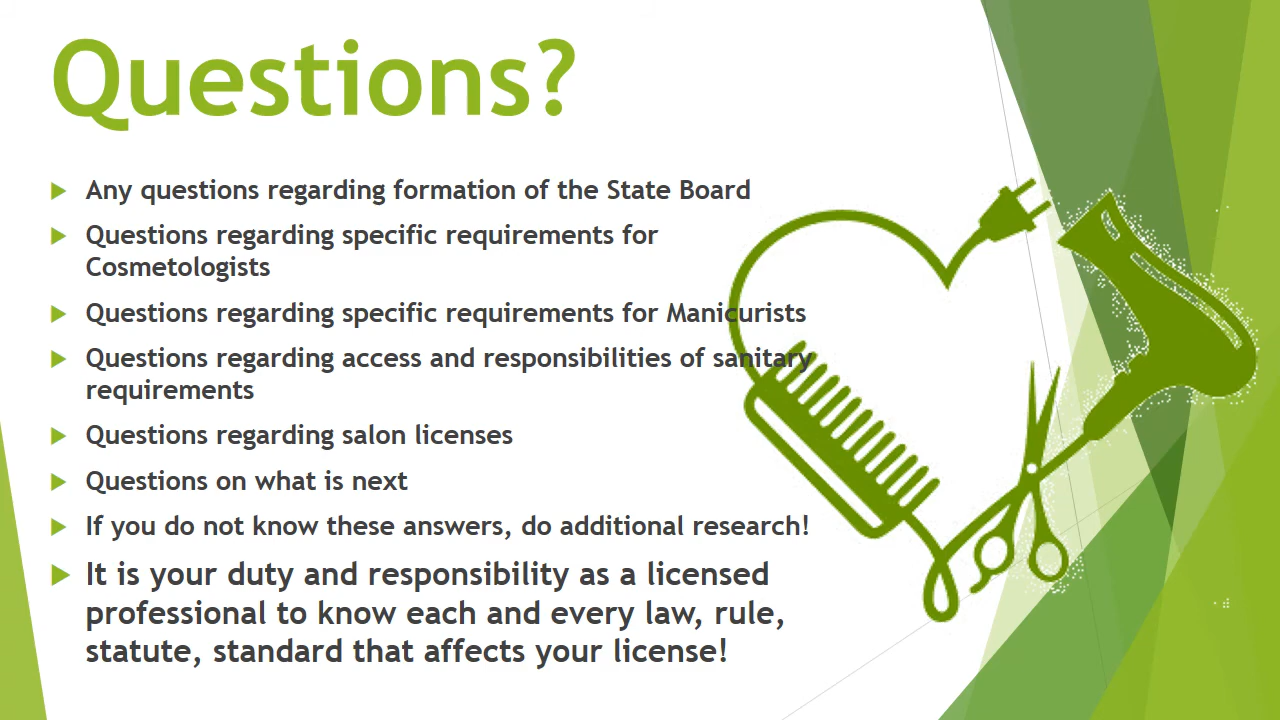 Questions?
Any questions regarding formation of the State Board
Questions regarding specific requirements for
Cosmetologists
Questions regarding specific requirements for Manicurists
Questions regarding access and responsibilities of sanitary
requirements
Questions regarding salon licenses
Questions on what is next
If you do not know these answers, do additional research!
It is your duty and responsibility as a licensed
professional to know each and every law, rule,
statute, standard that affects your license!